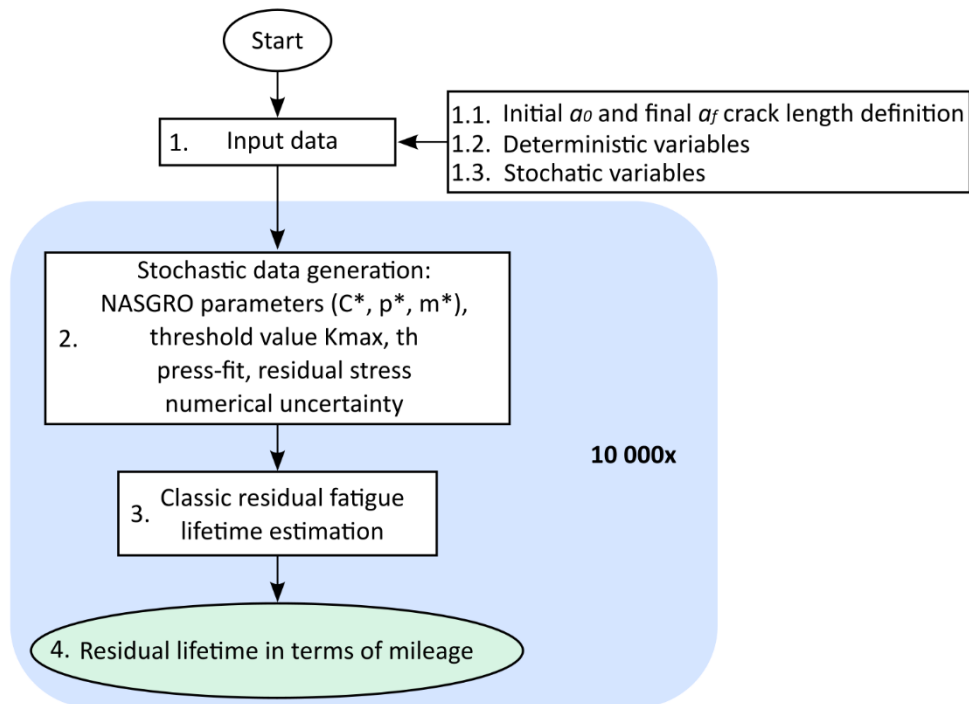 Start
1. Input data
1.1. Initial a0 and final af crack length definition
1.2. Deterministic variables
1.3. Stochatic variables
Stochastic data generation:
NASGRO parameters (C*, p*, m*),
2. threshold value Kmax, th
press-fit, residual stress
numerical uncertainty
10 000x
3. Classic residual fatigue
lifetime estimation
4. Residual lifetime in terms of mileage